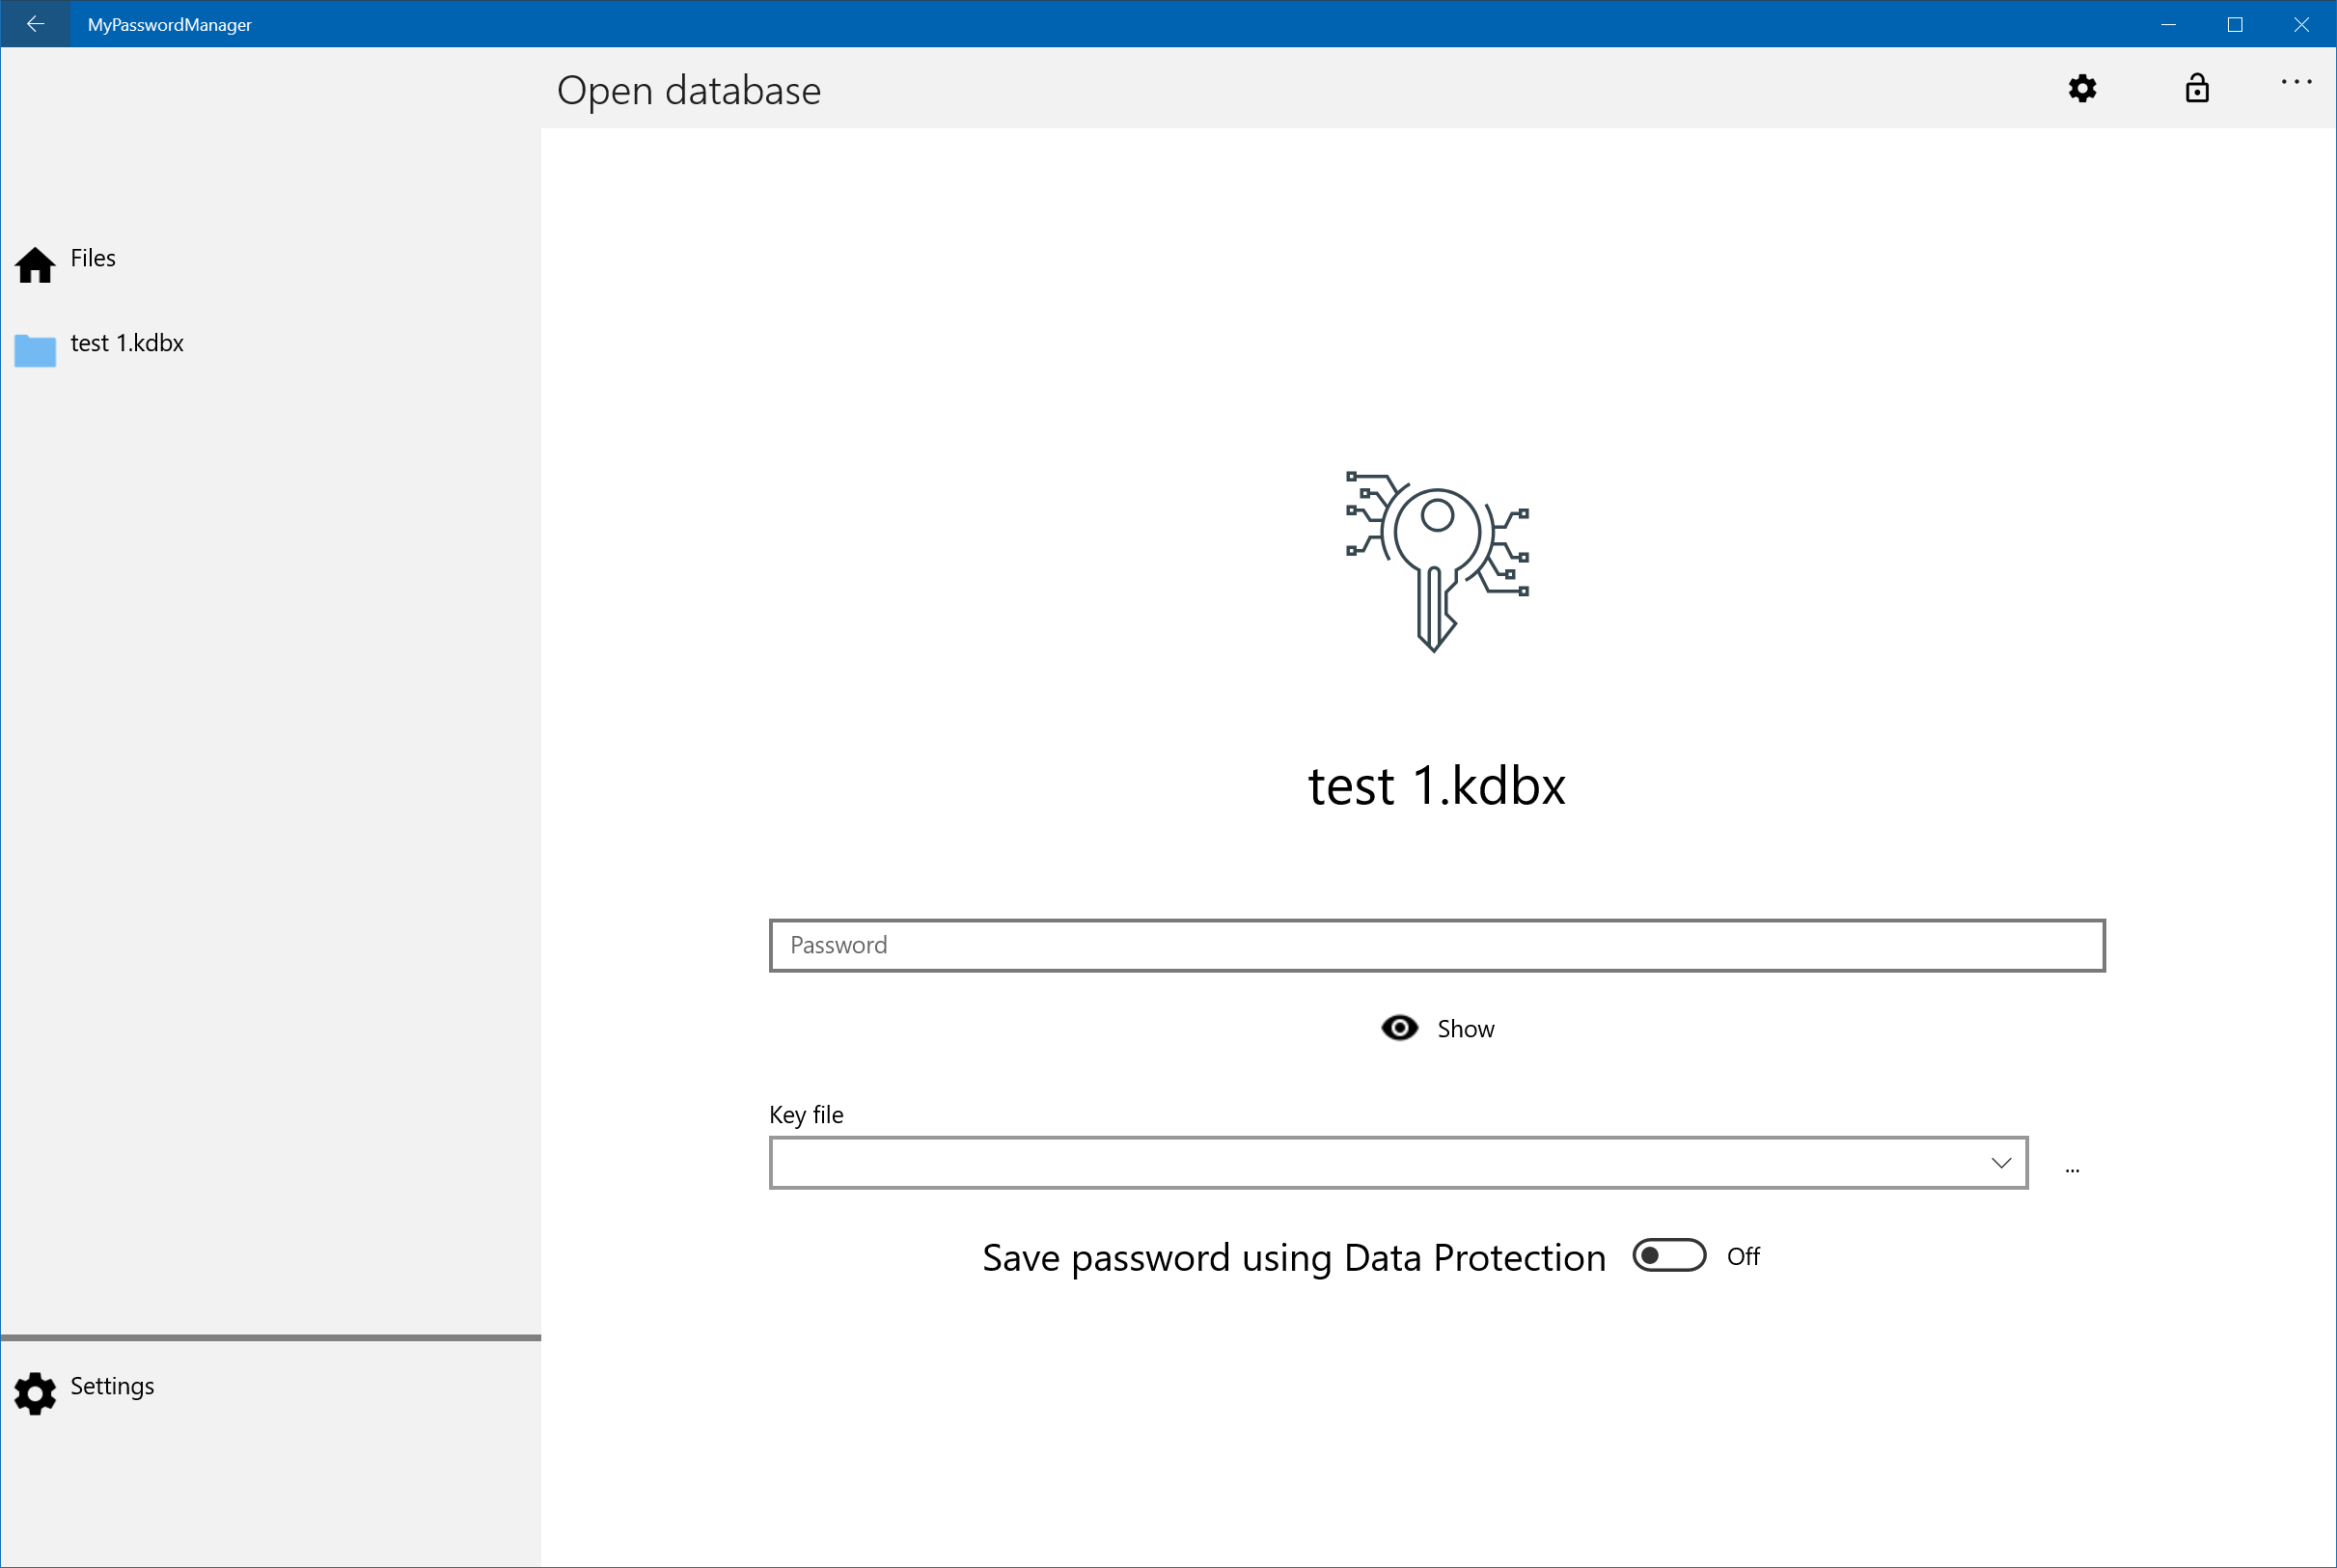 MyPasswordManager
Open database
...
Files
test 1.kdbx
test 1.kdbx
Password
Show
Key file
...
Save password using Data Protection Off
Settings